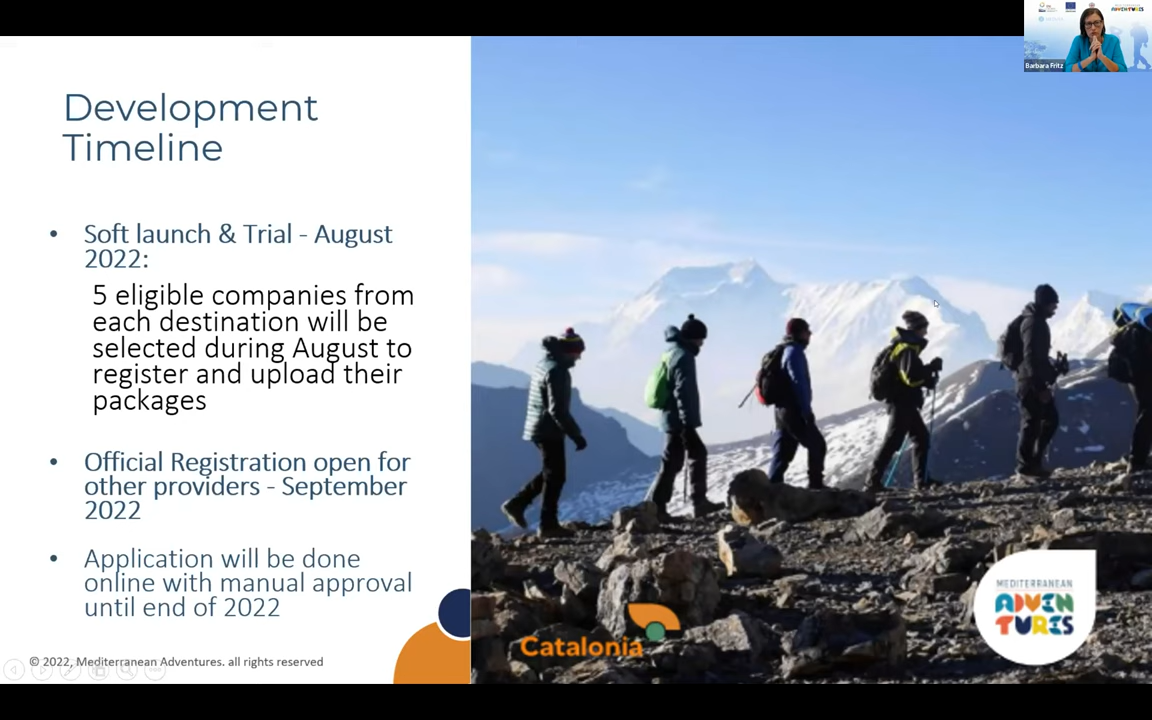 Development
Timeline
• Soft launch & Trial - August
2022:
5 eligible companies from
each destination will be
selected during August to
register and upload their
packages
• Official Registration open for
other providers - September
2022
• Application will be done
online with manual approval
until end of 2022
© 2022, Mediterranean Adventures. all rights reserved
Catalonia
MEDITERRANEAN
ADVEN
TURES
Barbara Fritz
ADVENTURES